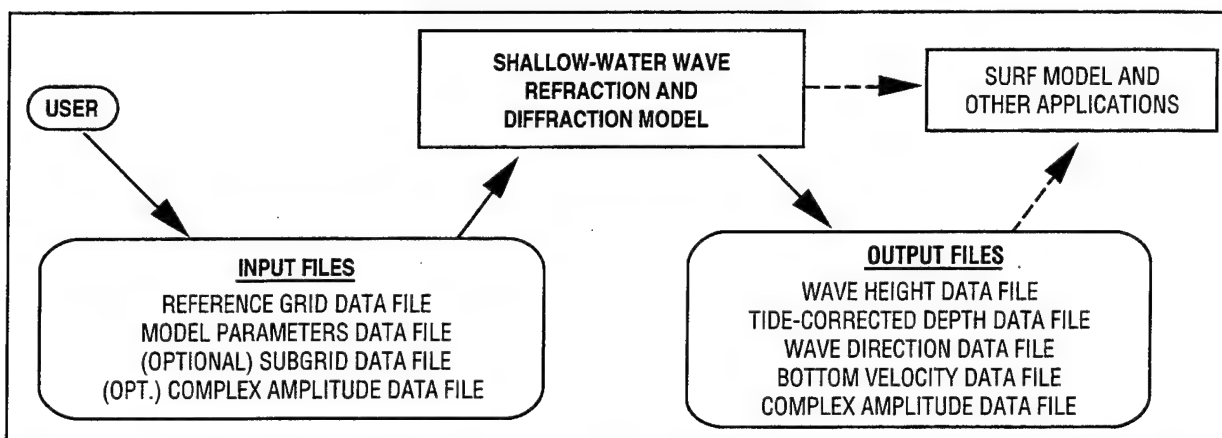 USER
SHALLOW-WATER WAVE
REFRACTION AND
DIFFRACTION MODEL
SURF MODEL AND
OTHER APPLICATIONS
INPUT FILES
REFERENCE GRID DATA FILE
MODEL PARAMETERS DATA FILE
(OPTIONAL) SUBGRID DATA FILE
(OPT.) COMPLEX AMPLITUDE DATA FILE
OUTPUT FILES
WAVE HEIGHT DATA FILE
TIDE-CORRECTED DEPTH DATA FILE
WAVE DIRECTION DATA FILE
BOTTOM VELOCITY DATA FILE
COMPLEX AMPLITUDE DATA FILE